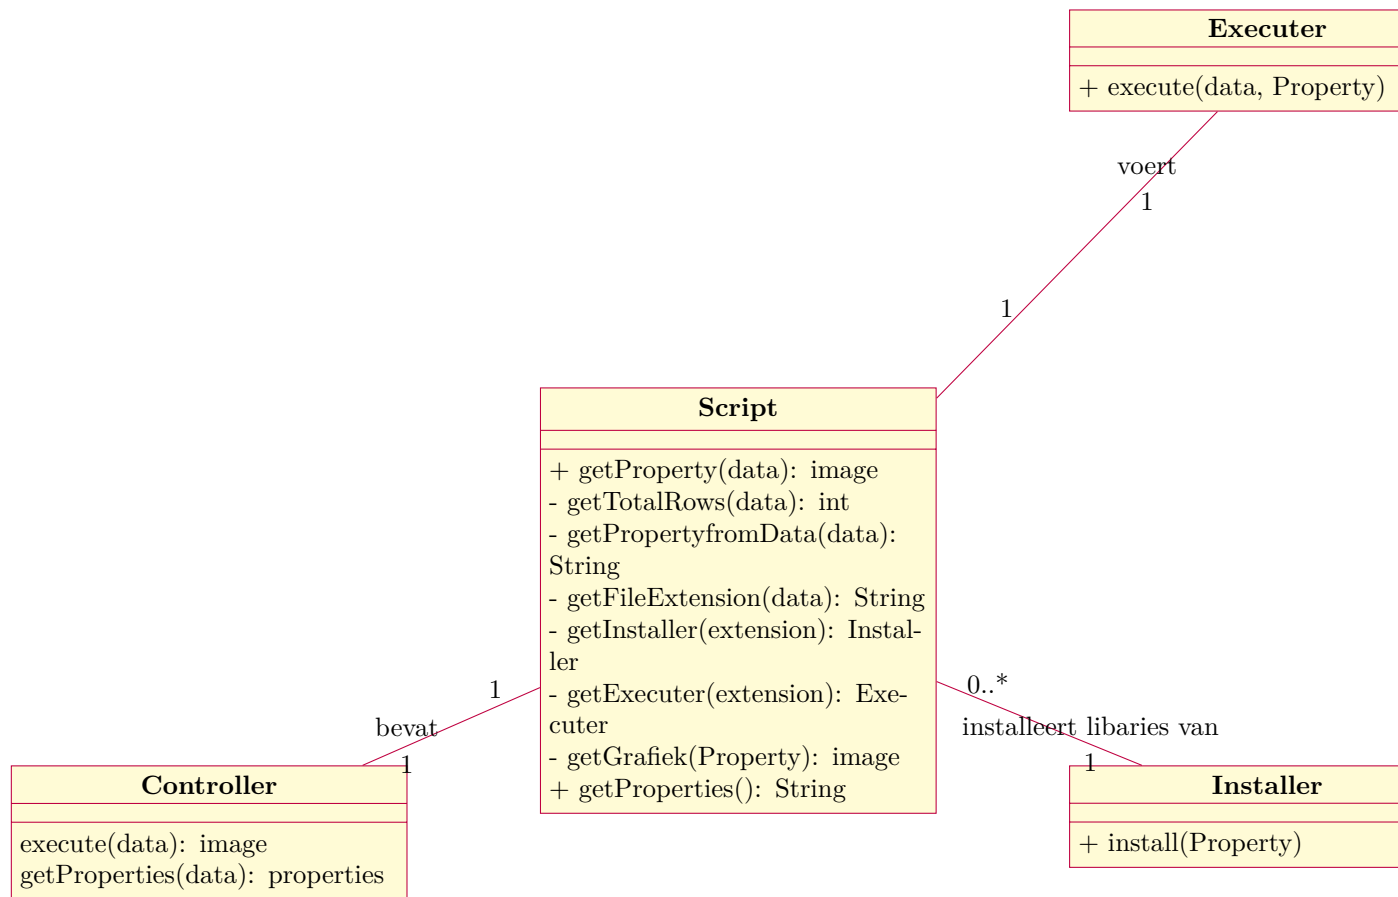 Executer
+ execute(data, Property)
voert
1
1
Script
+ getProperty(data): image
- getTotalRows(data): int
- getPropertyfromData(data):
String
- getFileExtension(data): String
- getInstaller(extension): Instal-
ler
- getExecuter(extension): Exe-
cuter
- getGrafiek(Property): image
+ getProperties(): String
1
bevat
1
Controller
execute(data): image
getProperties(data): properties
0..*
installeert libaries van
1
Installer
+ install(Property)